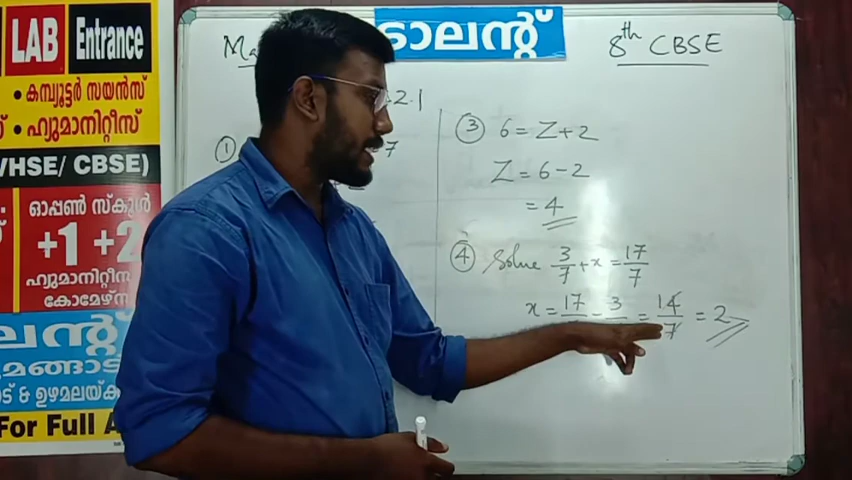 LAB Entrance
• കമ്പ്യൂട്ടർ സയൻസ്
• ഹ്യുമാനിറ്റീസ്
VHSE/ CBSE)
ഓപ്പൺ സ്കൂൾ
+1 +2
ഹ്യുമാനിറ്റീസ്
കോമേഴ്സ്
For Full
ടാലന്റ്
8th CBSE
2.1
①
7
③ 6 = Z + 2
Z = 6 - 2
= 4
④ Solve 3/7 + x = 17/7
x = 17 - 3 = 14/7 = 2